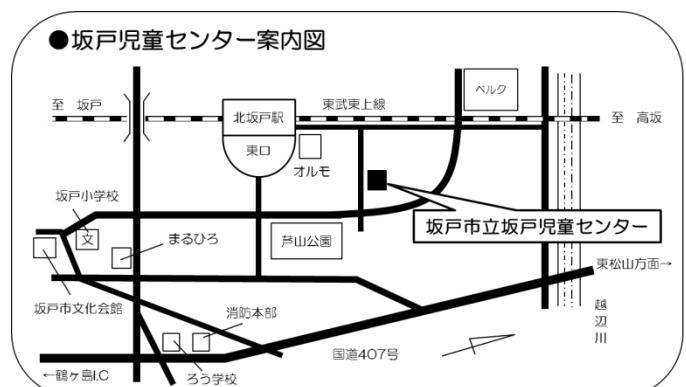 ●坂戸児童センター案内図
ベルク
至 坂戸
北坂戸駅
東武東上線
至 高坂
東口
オルモ
坂戸小学校
文
まるひろ
芦山公園
坂戸市立坂戸児童センター
東松山方面→
坂戸市文化会館
消防本部
越辺川
国道407号
ろう学校
←鶴ヶ島I.C